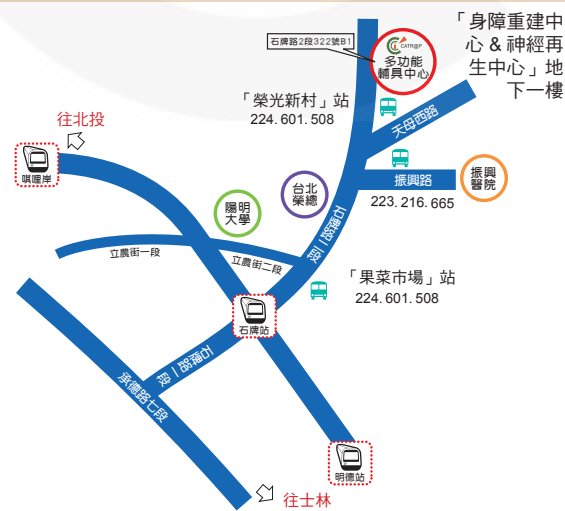 「身障重建中
心 & 神經再
生中心」地
下一樓
石牌路2段322號B1
CATR@P
多功能
輔具中心
「榮光新村」站
224. 601. 508
天母西路
往北投
唭哩岸
振興路
振興
醫院
台北
榮總
陽明
大學
223. 216. 665
石牌路二段
立農街一段
立農街二段
「果菜市場」站
224. 601. 508
石牌站
石牌路一段
承德路七段
明德站
往士林